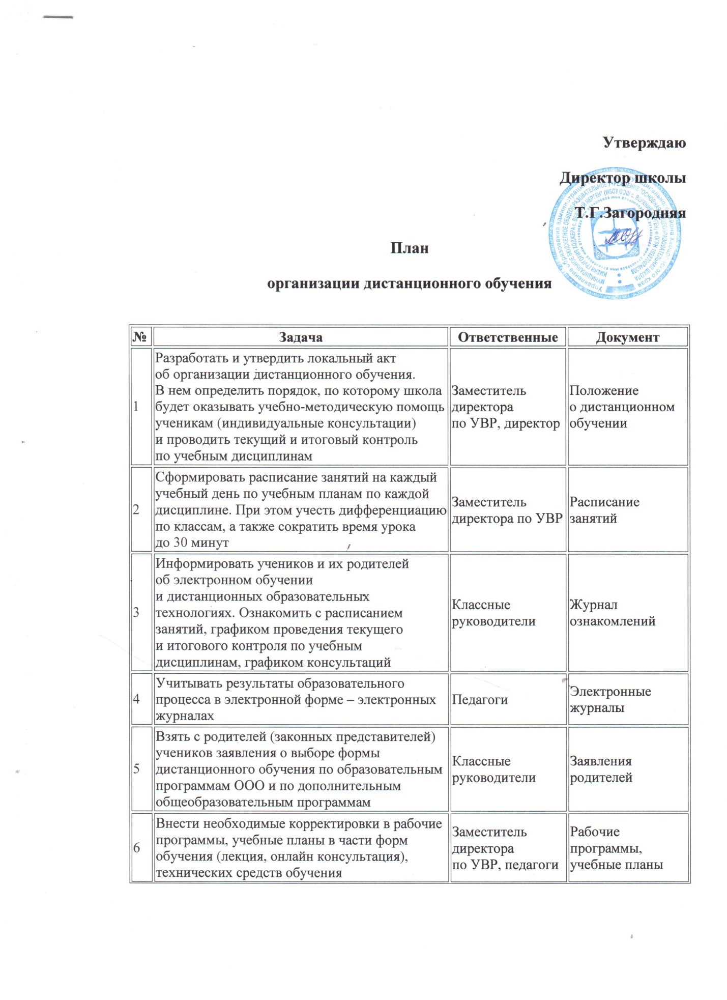 Утверждаю
Директор школы
Т.Г.Загородняя
План
организации дистанционного обучения
№ Задача Ответственные Документ
1
Разработать и утвердить локальный акт
об организации дистанционного обучения.
В нем определить порядок, по которому школа
будет оказывать учебно-методическую помощь
ученикам (индивидуальные консультации)
и проводить текущий и итоговый контроль
по учебным дисциплинам
Заместитель
директора
по УВР, директор
Положение
о дистанционном
обучении
2
Сформировать расписание занятий на каждый
учебный день по учебным планам по каждой
дисциплине. При этом учесть дифференциацию
по классам, а также сократить время урока
до 30 минут
Заместитель
директора по УВР
Расписание
занятий
3
Информировать учеников и их родителей
об электронном обучении
и дистанционных образовательных
технологиях. Ознакомить с расписанием
занятий, графиком проведения текущего
и итогового контроля по учебным
дисциплинам, графиком консультаций
Классные
руководители
Журнал
ознакомлений
4
Учитывать результаты образовательного
процесса в электронной форме – электронных
журналах
Педагоги
Электронные
журналы
5
Взять с родителей (законных представителей)
учеников заявления о выборе формы
дистанционного обучения по образовательным
программам ООО и по дополнительным
общеобразовательным программам
Классные
руководители
Заявления
родителей
6
Внести необходимые корректировки в рабочие
программы, учебные планы в части форм
обучения (лекция, онлайн консультация),
технических средств обучения
Заместитель
директора
по УВР, педагоги
Рабочие
программы,
учебные планы